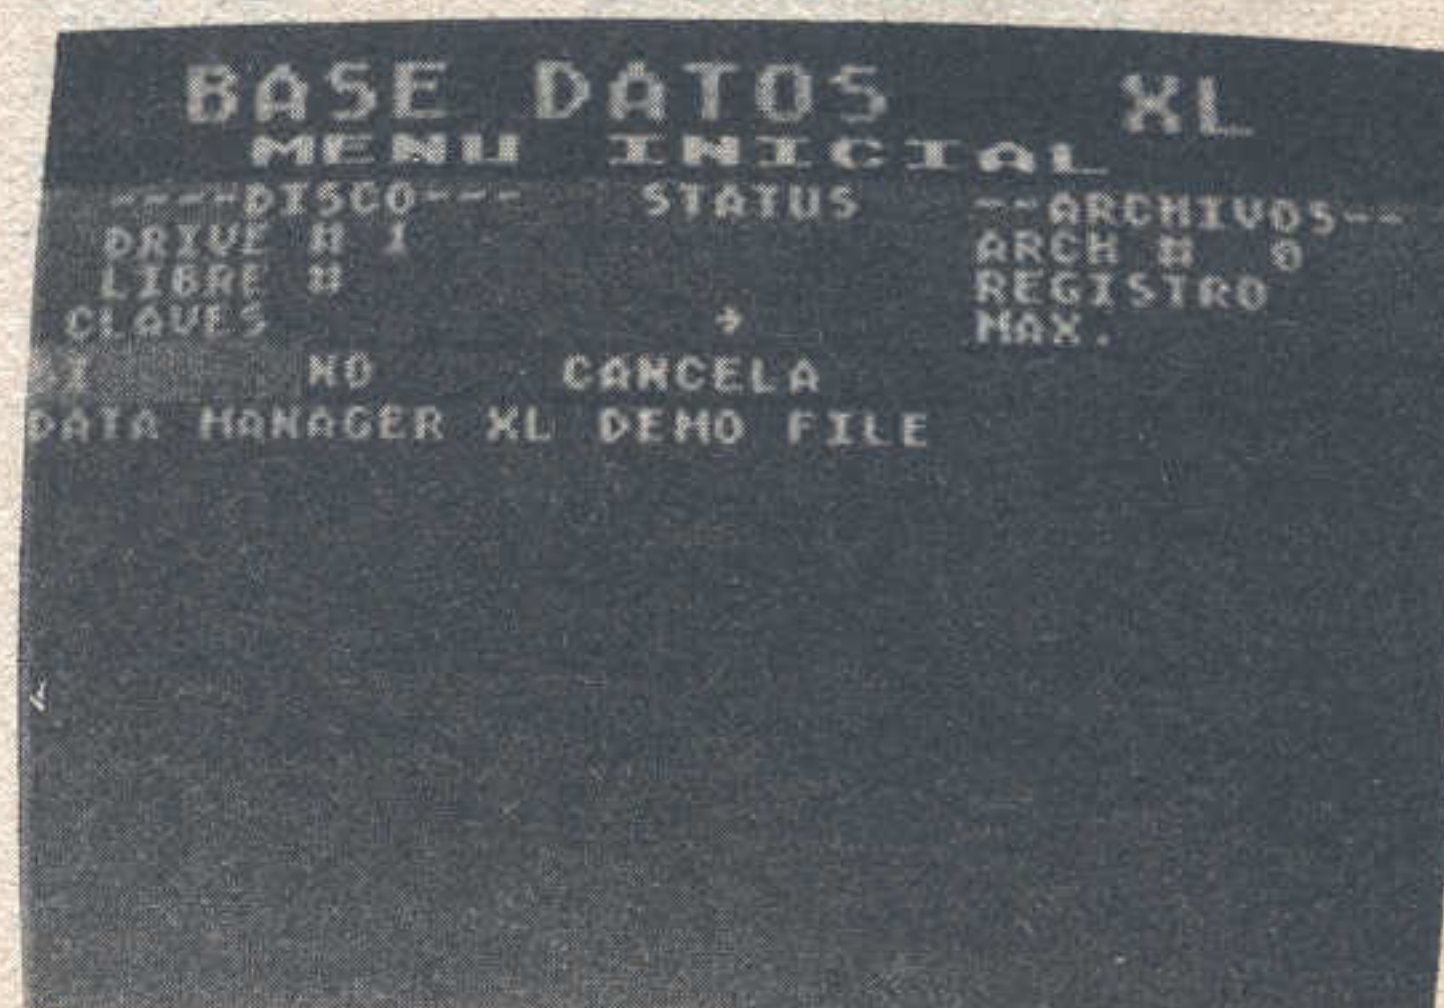 BASE DATOS XL
MENU INICIAL
----DISCO--- STATUS --ARCHIVOS--
DRIVE # 1 ARCH # 0
LIBRE # REGISTRO
CLAVES → MAX.
SI NO CANCELA
DATA MANAGER XL DEMO FILE